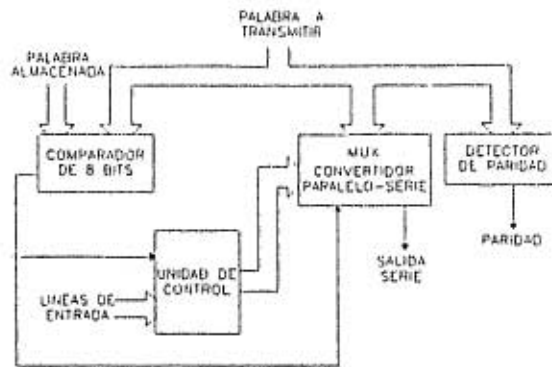 PALABRA A
TRANSMITIR
PALABRA
ALMACENADA
COMPARADOR
DE 8 BITS
MUX
CONVERTIDOR
PARALELO-SERIE
DETECTOR
DE PARIDAD
PARIDAD
SALIDA
SERIE
UNIDAD DE
CONTROL
LINEAS DE
ENTRADA